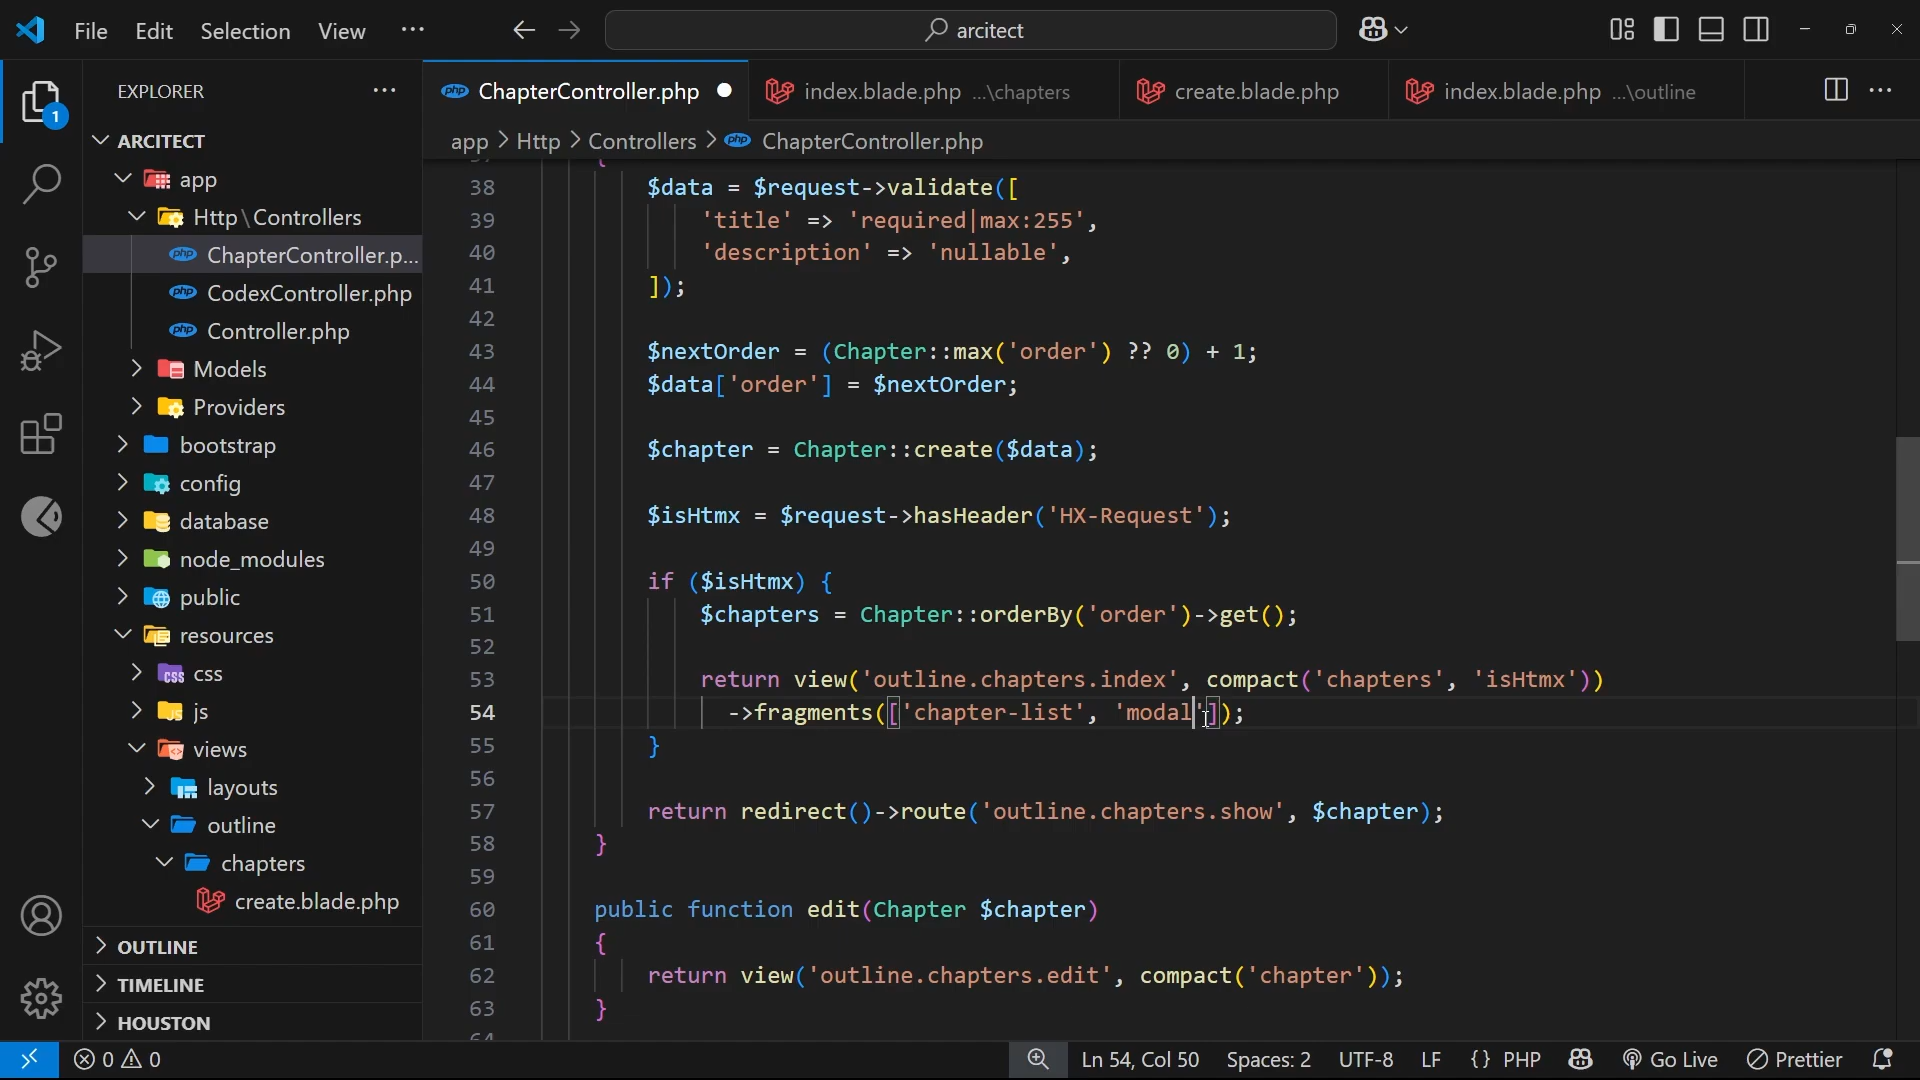 File Edit Selection View ··· arcitect
EXPLORER ···
ChapterController.php
index.blade.php ...\chapters
create.blade.php
index.blade.php ...\outline
···
app > Http > Controllers > php ChapterController.php
1
ARCITECT
app
Http\Controllers
php ChapterController.p...
php CodexController.php
php Controller.php
Models
Providers
bootstrap
config
database
node_modules
public
resources
css
js
views
layouts
outline
chapters
create.blade.php
OUTLINE
TIMELINE
HOUSTON
38 $data = $request->validate([
39 'title' => 'required|max:255',
40 'description' => 'nullable',
41 ]);
42
43 $nextOrder = (Chapter::max('order') ?? 0) + 1;
44 $data['order'] = $nextOrder;
45
46 $chapter = Chapter::create($data);
47
48 $isHtmx = $request->hasHeader('HX-Request');
49
50 if ($isHtmx) {
51 $chapters = Chapter::orderBy('order')->get();
52
53 return view('outline.chapters.index', compact('chapters', 'isHtmx'))
54 ->fragments(['chapter-list', 'modal']);
55 }
56
57 return redirect()->route('outline.chapters.show', $chapter);
58 }
59
60 public function edit(Chapter $chapter)
61 {
62 return view('outline.chapters.edit', compact('chapter'));
63 }
0 0 Ln 54, Col 50 Spaces: 2 UTF-8 LF {} PHP Go Live Prettier